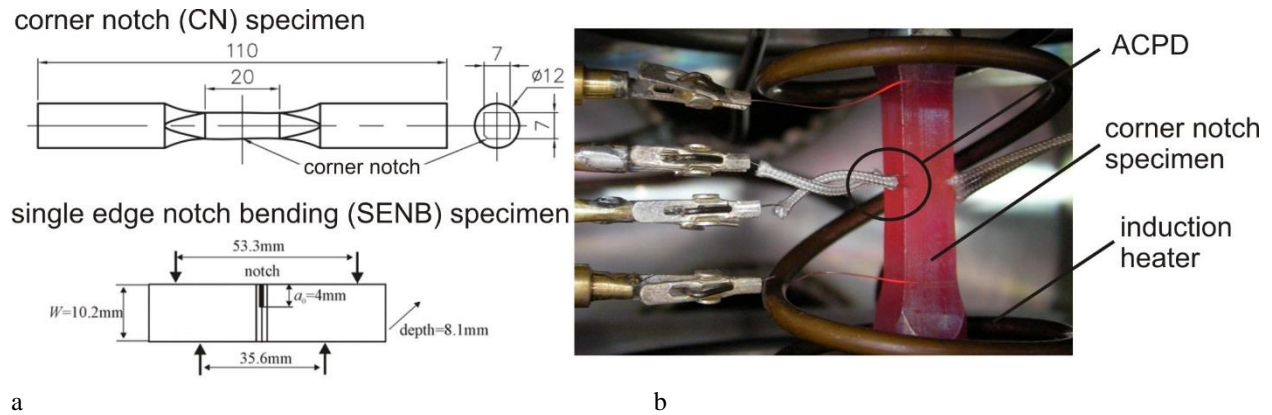 corner notch (CN) specimen
110
20
7
ø12
7
corner notch
single edge notch bending (SENB) specimen
53.3mm
notch
a₀=4mm
W=10.2mm
depth=8.1mm
35.6mm
a
ACPD
corner notch
specimen
induction
heater
b